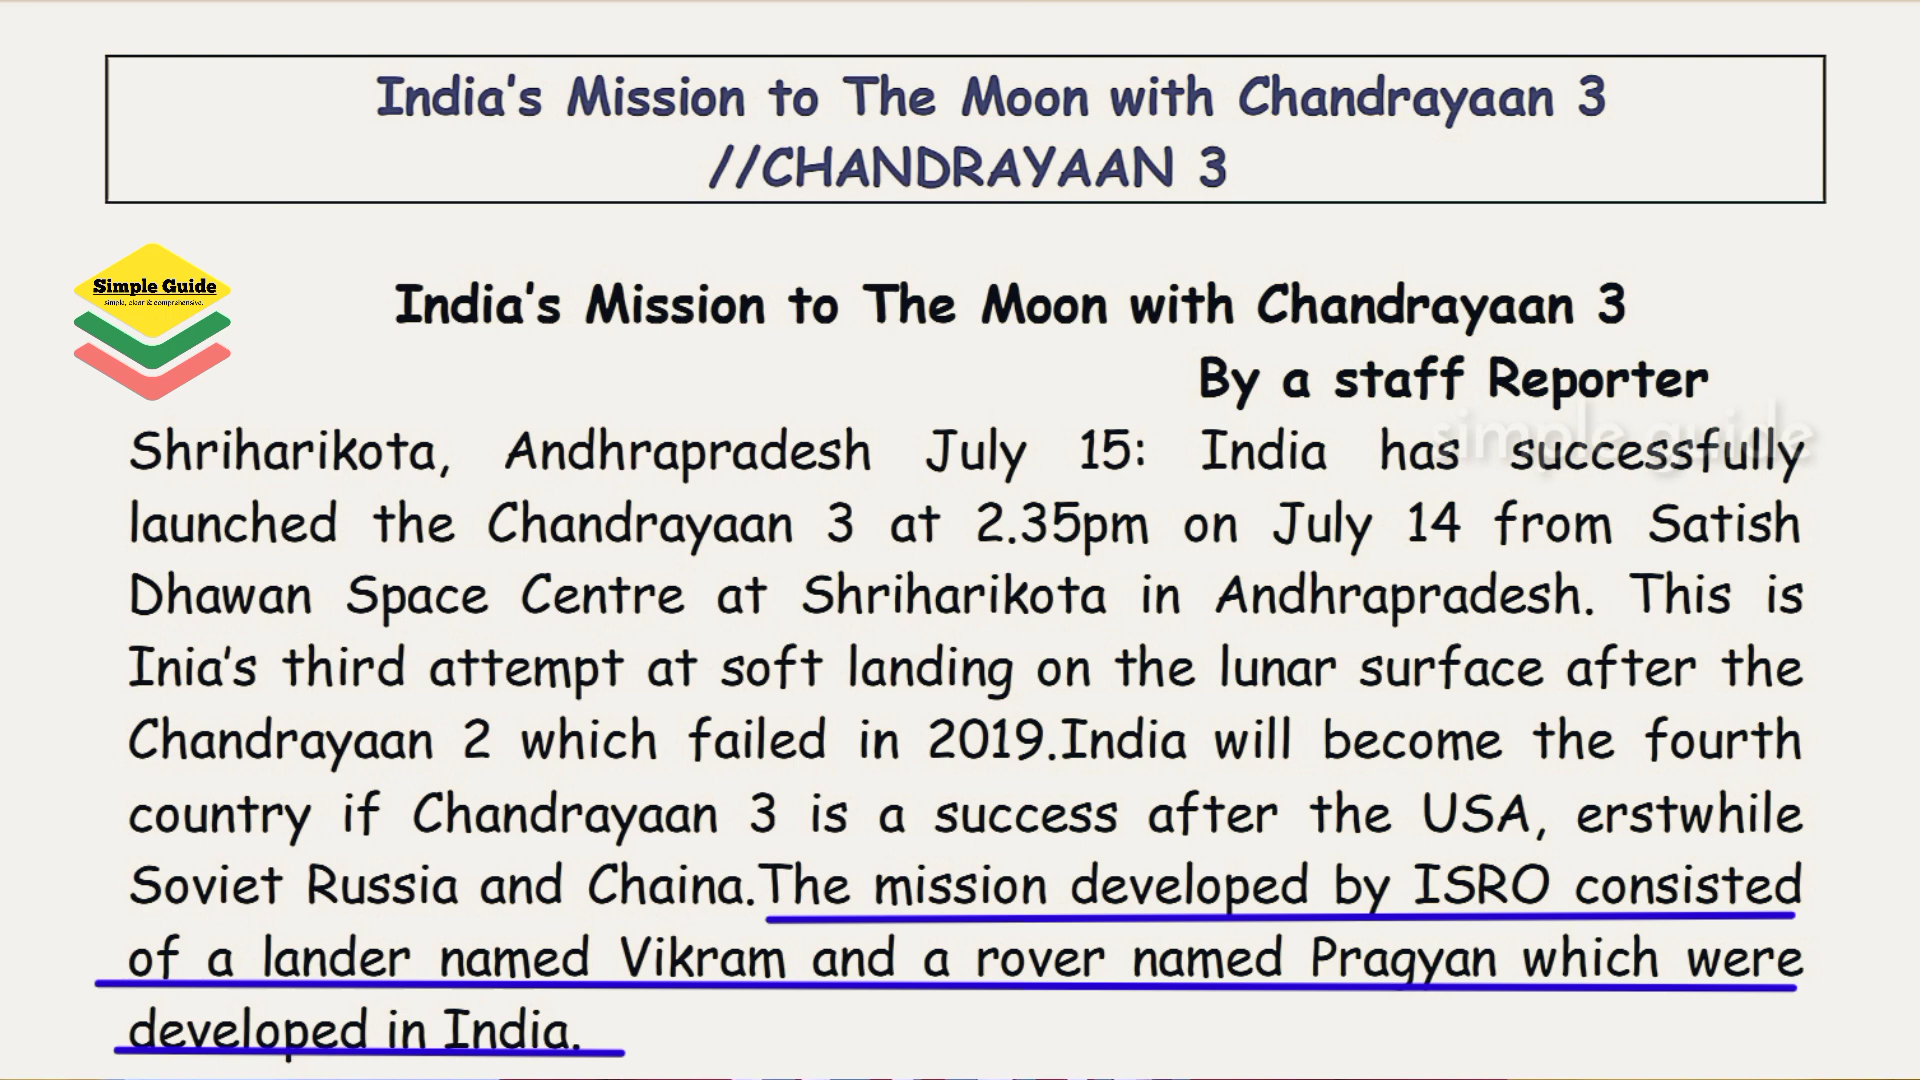 India's Mission to The Moon with Chandrayaan 3
//CHANDRAYAAN 3
Simple Guide
simple, clear & comprehensive.
India's Mission to The Moon with Chandrayaan 3
By a staff Reporter
simple guide
Shriharikota, Andhrapradesh July 15: India has successfully
launched the Chandrayaan 3 at 2.35pm on July 14 from Satish
Dhawan Space Centre at Shriharikota in Andhrapradesh. This is
Inia's third attempt at soft landing on the lunar surface after the
Chandrayaan 2 which failed in 2019.India will become the fourth
country if Chandrayaan 3 is a success after the USA, erstwhile
Soviet Russia and Chaina.The mission developed by ISRO consisted
of a lander named Vikram and a rover named Pragyan which were
developed in India.